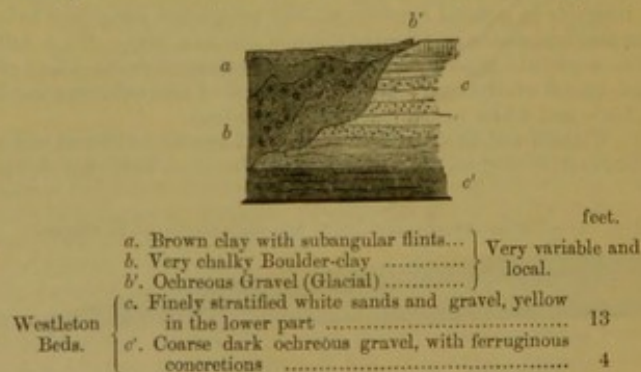 b'
a
c
b
c'
feet.
a. Brown clay with subangular flints...
b. Very chalky Boulder-clay ............
b'. Ochreous Gravel (Glacial) ............
Very variable and
local.
Westleton
Beds.
c. Finely stratified white sands and gravel, yellow
in the lower part .................................... 13
c'. Coarse dark ochreous gravel, with ferruginous
concretions .......................................... 4